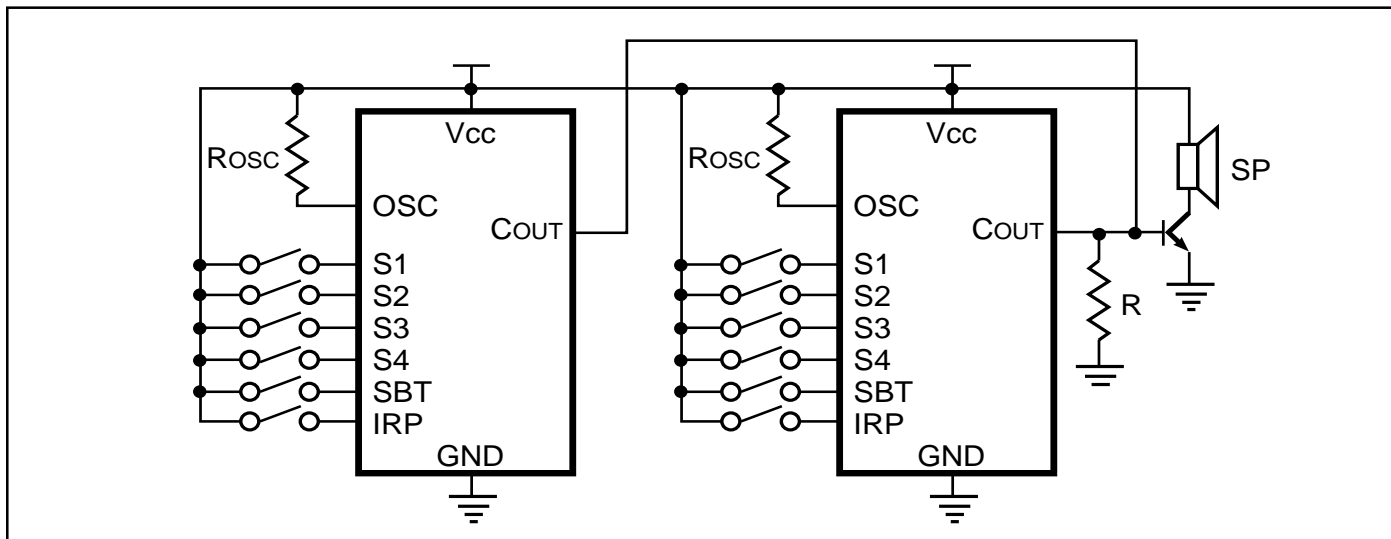 Vcc
ROSC
OSC
COUT
S1
S2
S3
S4
SBT
IRP
GND
Vcc
ROSC
OSC
COUT
S1
S2
S3
S4
SBT
IRP
GND
SP
R